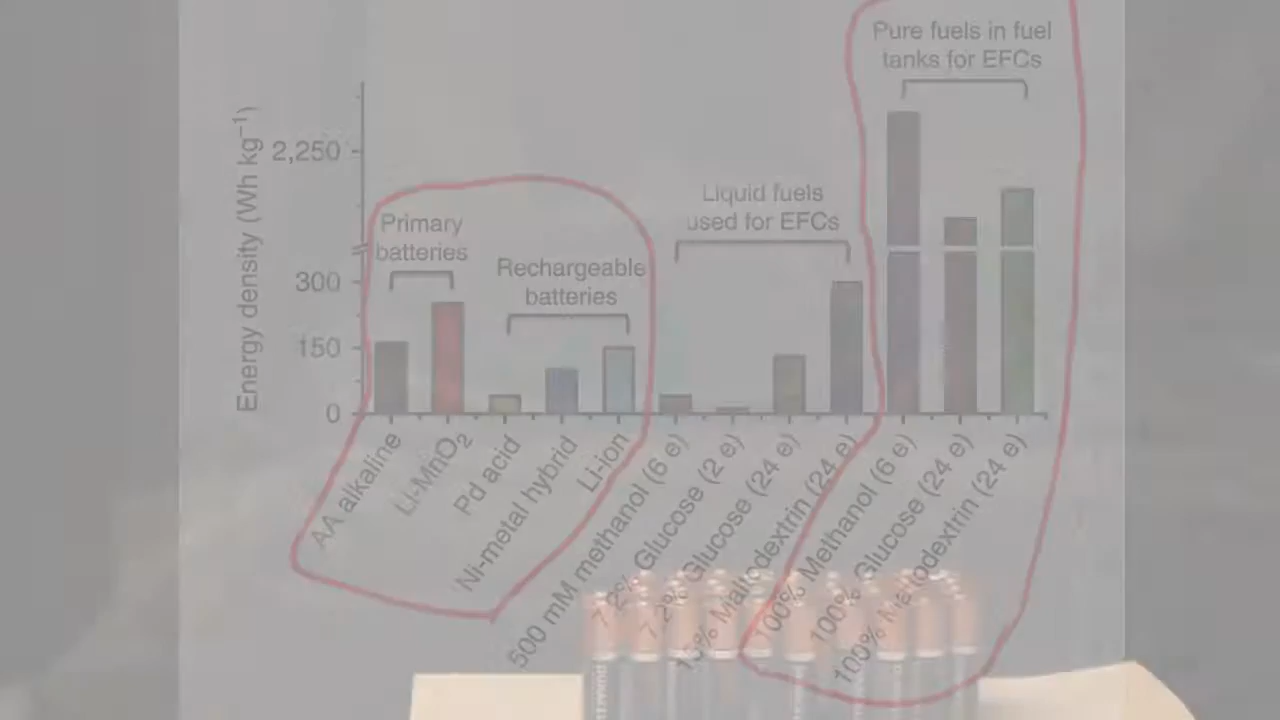 Pure fuels in fuel
tanks for EFCs
Energy density (Wh kg⁻¹)
2,250
300
150
0
Primary
batteries
Rechargeable
batteries
Liquid fuels
used for EFCs
AA alkaline
Li-MnO₂
Pd acid
Ni-metal hybrid
Li-ion
500 mM methanol (6 e)
7.2% Glucose (2 e)
7.2% Glucose (24 e)
15% Maltodextrin (24 e)
100% Methanol (6 e)
100% Glucose (24 e)
100% Maltodextrin (24 e)